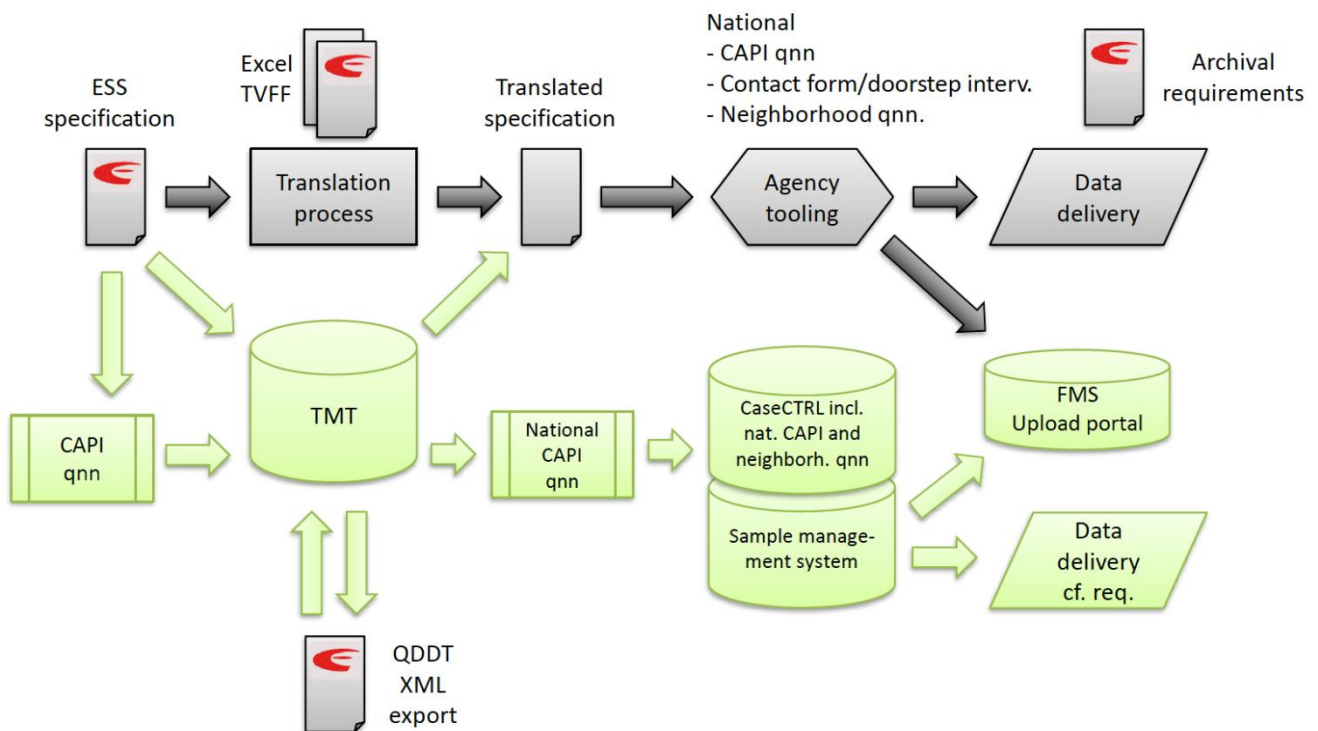 ESS
specification
Excel
TVFF
Translated
specification
National
- CAPI qnn
- Contact form/doorstep interv.
- Neighborhood qnn.
Archival
requirements
Translation
process
Agency
tooling
Data
delivery
TMT
CAPI
qnn
National
CAPI
qnn
CaseCTRL incl.
nat. CAPI and
neighborh. qnn
Sample manage-
ment system
FMS
Upload portal
Data
delivery
cf. req.
QDDT
XML
export